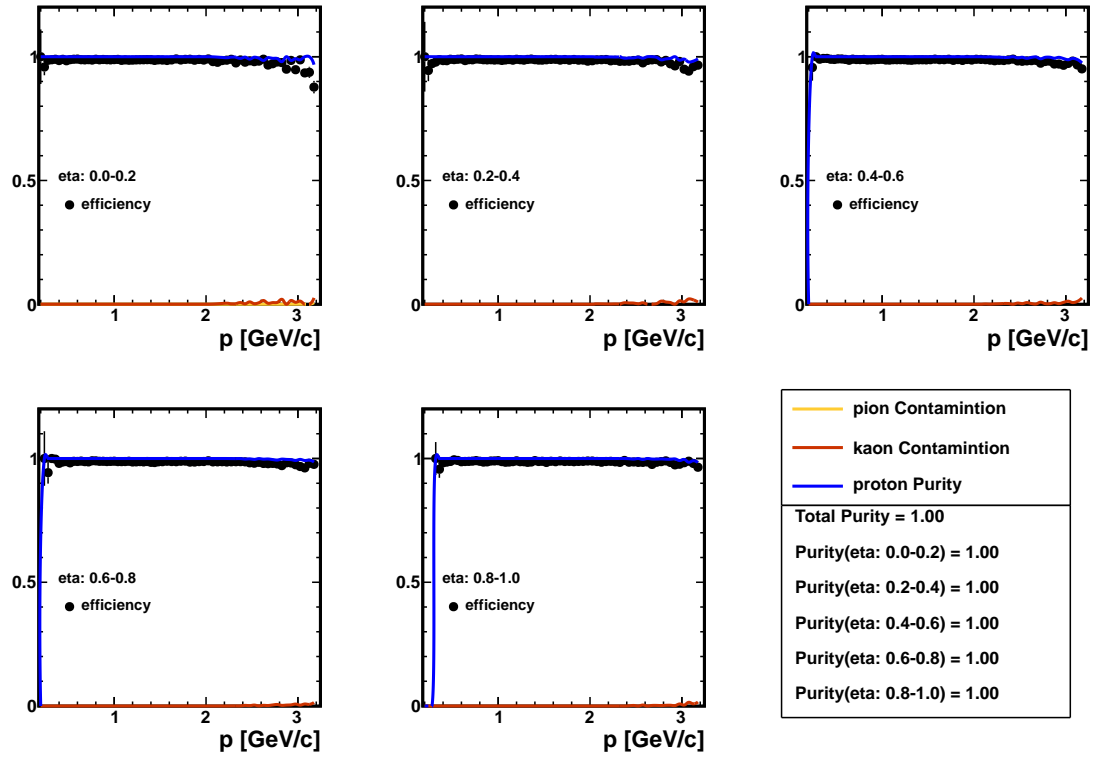 1
0.5
0
eta: 0.0-0.2
efficiency
1 2 3
p [GeV/c]
1
0.5
0
eta: 0.2-0.4
efficiency
1 2 3
p [GeV/c]
1
0.5
0
eta: 0.4-0.6
efficiency
1 2 3
p [GeV/c]
1
0.5
0
eta: 0.6-0.8
efficiency
1 2 3
p [GeV/c]
1
0.5
0
eta: 0.8-1.0
efficiency
1 2 3
p [GeV/c]
pion Contamintion
kaon Contamintion
proton Purity
Total Purity = 1.00
Purity(eta: 0.0-0.2) = 1.00
Purity(eta: 0.2-0.4) = 1.00
Purity(eta: 0.4-0.6) = 1.00
Purity(eta: 0.6-0.8) = 1.00
Purity(eta: 0.8-1.0) = 1.00